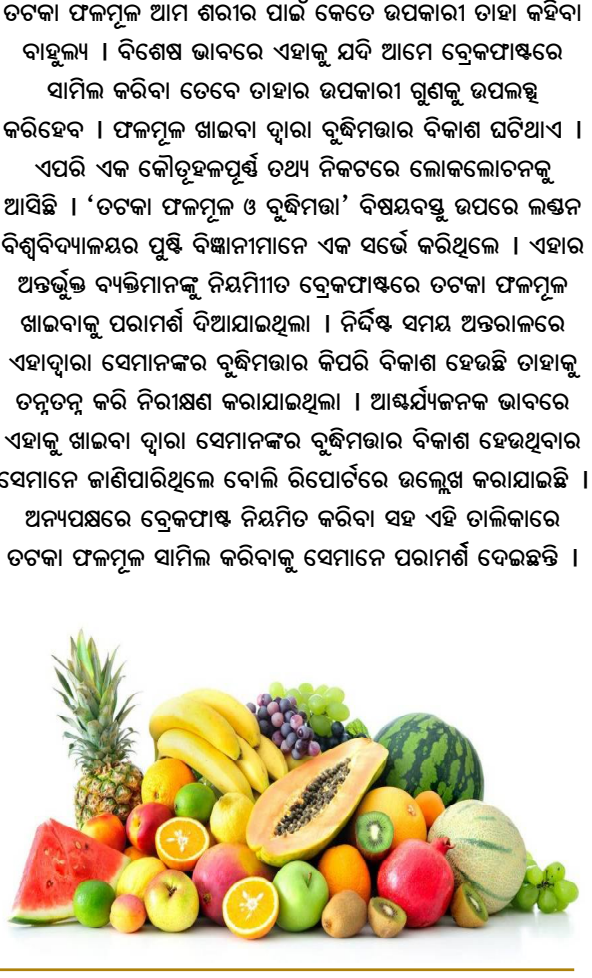 ତଟକା ଫଳମୂଳ ଆମ ଶରୀର ପାଇଁ କେତେ ଉପକାରୀ ତାହା କହିବା
ବାହୁଲ୍ୟ । ବିଶେଷ ଭାବରେ ଏହାକୁ ଯଦି ଆମେ ବ୍ରେକଫାଷ୍ଟରେ
ସାମିଲ କରିବା ତେବେ ତାହାର ଉପକାରୀ ଗୁଣକୁ ଉପଲବ୍ଧି
କରିହେବ । ଫଳମୂଳ ଖାଇବା ଦ୍ୱାରା ବୁଦ୍ଧିମତ୍ତାର ବିକାଶ ଘଟିଥାଏ ।
ଏପରି ଏକ କୌତୂହଳପୂର୍ଣ୍ଣ ତଥ୍ୟ ନିକଟରେ ଲୋକଲୋଚନକୁ
ଆସିଛି । ‘ତଟକା ଫଳମୂଳ ଓ ବୁଦ୍ଧିମତ୍ତା’ ବିଷୟବସ୍ତୁ ଉପରେ ଲଣ୍ଡନ
ବିଶ୍ୱବିଦ୍ୟାଳୟର ପୁଷ୍ଟି ବିଜ୍ଞାନୀମାନେ ଏକ ସର୍ଭେ କରିଥିଲେ । ଏହାର
ଅନ୍ତର୍ଭୁକ୍ତ ବ୍ୟକ୍ତିମାନଙ୍କୁ ନିୟମିୀତ ବ୍ରେକଫାଷ୍ଟରେ ତଟକା ଫଳମୂଳ
ଖାଇବାକୁ ପରାମର୍ଶ ଦିଆଯାଇଥିଲା । ନିର୍ଦ୍ଦିଷ୍ଟ ସମୟ ଅନ୍ତରାଳରେ
ଏହାଦ୍ୱାରା ସେମାନଙ୍କର ବୁଦ୍ଧିମତ୍ତାର କିପରି ବିକାଶ ହେଉଛି ତାହାକୁ
ତନ୍ନତନ୍ନ କରି ନିରୀକ୍ଷଣ କରାଯାଇଥିଲା । ଆଶ୍ଚର୍ଯ୍ୟଜନକ ଭାବରେ
ଏହାକୁ ଖାଇବା ଦ୍ୱାରା ସେମାନଙ୍କର ବୁଦ୍ଧିମତ୍ତାର ବିକାଶ ହେଉଥିବାର
ସେମାନେ ଜାଣିପାରିଥିଲେ ବୋଲି ରିପୋର୍ଟରେ ଉଲ୍ଲେଖ କରାଯାଇଛି ।
ଅନ୍ୟପକ୍ଷରେ ବ୍ରେକଫାଷ୍ଟ ନିୟମିତ କରିବା ସହ ଏହି ତାଲିକାରେ
ତଟକା ଫଳମୂଳ ସାମିଲ କରିବାକୁ ସେମାନେ ପରାମର୍ଶ ଦେଇଛନ୍ତି ।